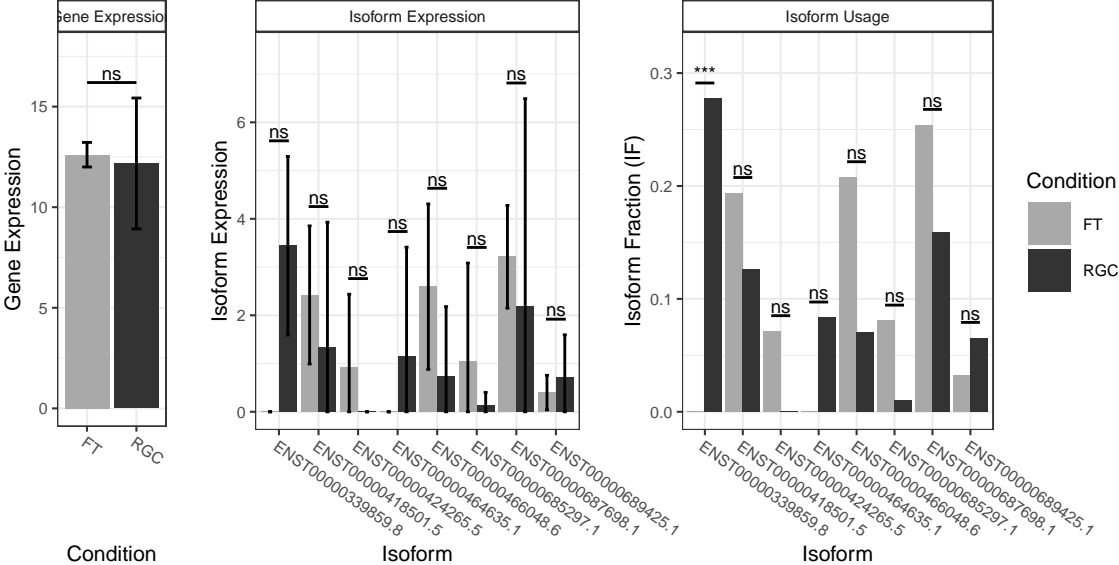 Gene Expression
Isoform Expression
Isoform Usage
Gene Expression
15
10
5
0
ns
FT
RGC
Condition
Isoform Expression
6
4
2
0
ns
ns
ns
ns
ns
ns
ns
ns
ENST00000339859.8
ENST00000418501.5
ENST00000424265.5
ENST00000464635.1
ENST00000466048.6
ENST00000685297.1
ENST00000687698.1
ENST00000689425.1
Isoform
Isoform Fraction (IF)
0.3
0.2
0.1
0.0
***
ns
ns
ns
ns
ns
ns
ns
ENST00000339859.8
ENST00000418501.5
ENST00000424265.5
ENST00000464635.1
ENST00000466048.6
ENST00000685297.1
ENST00000687698.1
ENST00000689425.1
Isoform
Condition
FT
RGC